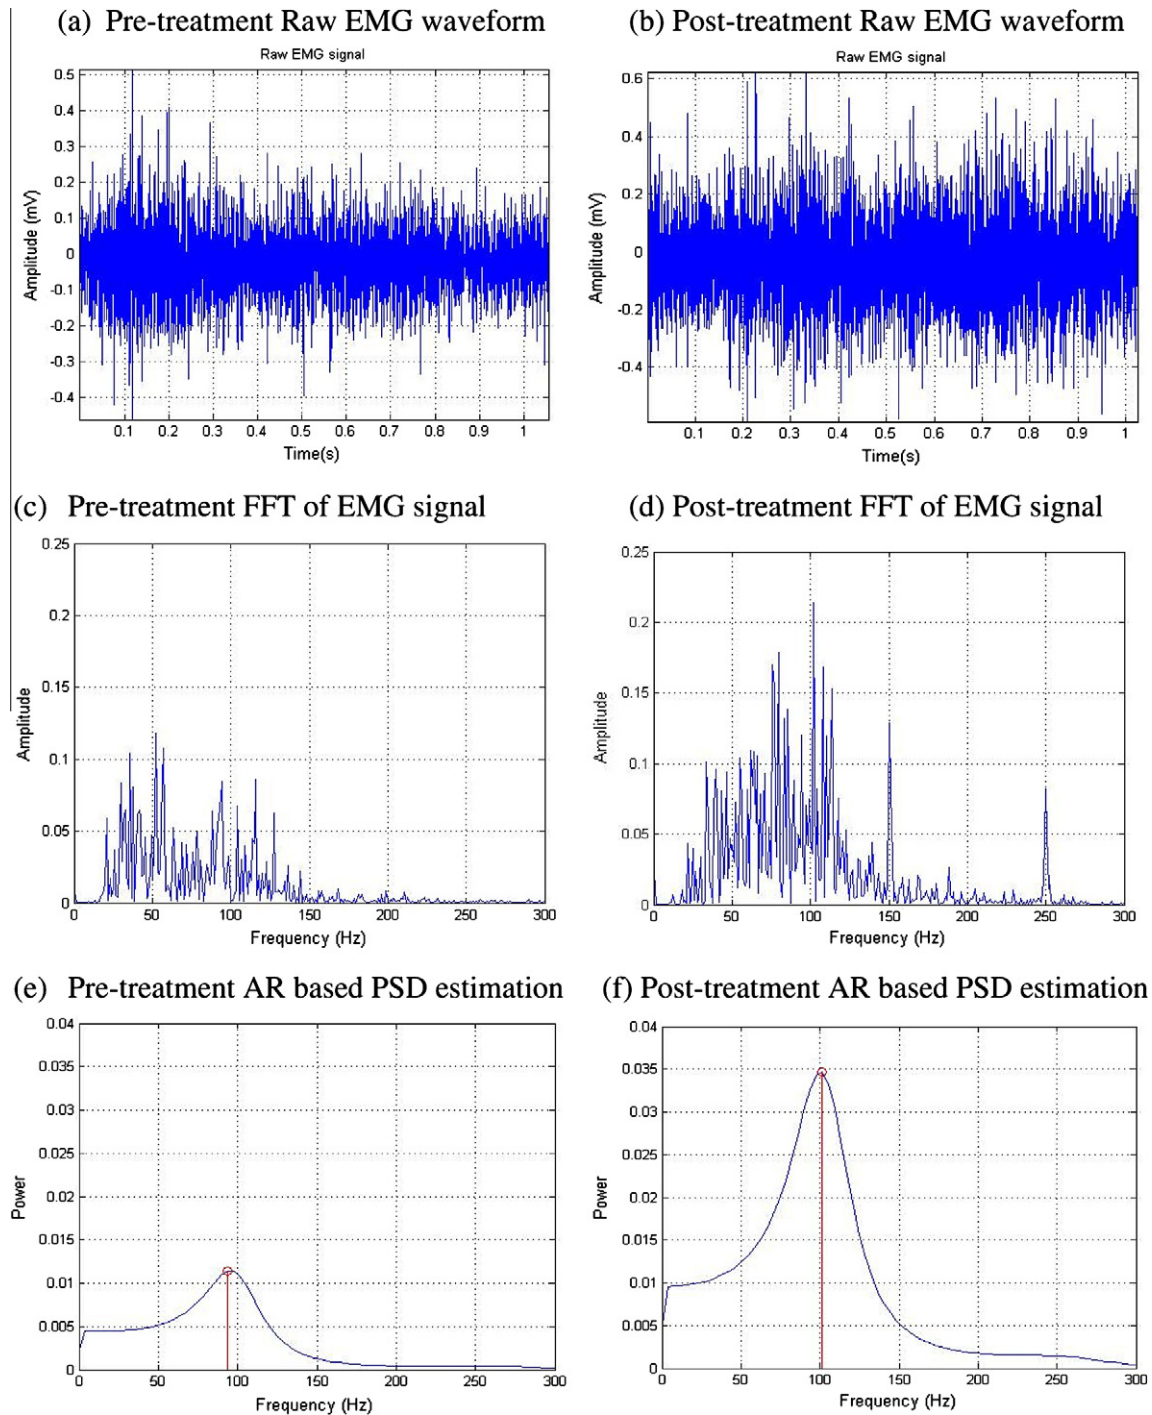 (a) Pre-treatment Raw EMG waveform
Raw EMG signal
0.5
0.4
0.3
0.2
0.1
0
-0.1
-0.2
-0.3
-0.4
Amplitude (mV)
0.1 0.2 0.3 0.4 0.5 0.6 0.7 0.8 0.9 1
Time(s)
(b) Post-treatment Raw EMG waveform
Raw EMG signal
0.6
0.4
0.2
0
-0.2
-0.4
Amplitude (mV)
0.1 0.2 0.3 0.4 0.5 0.6 0.7 0.8 0.9 1
Time(s)
(c) Pre-treatment FFT of EMG signal
0.25
0.2
0.15
0.1
0.05
0
Amplitude
0 50 100 150 200 250 300
Frequency (Hz)
(d) Post-treatment FFT of EMG signal
0.25
0.2
0.15
0.1
0.05
0
Amplitude
0 50 100 150 200 250 300
Frequency (Hz)
(e) Pre-treatment AR based PSD estimation
0.04
0.035
0.03
0.025
0.02
0.015
0.01
0.005
0
Power
0 50 100 150 200 250 300
Frequency (Hz)
(f) Post-treatment AR based PSD estimation
0.04
0.035
0.03
0.025
0.02
0.015
0.01
0.005
0
Power
0 50 100 150 200 250 300
Frequency (Hz)